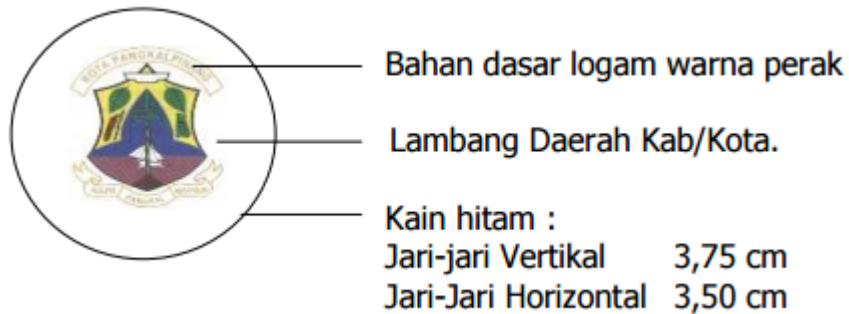 KOTA PANGKALPINANG
Bahan dasar logam warna perak
Lambang Daerah Kab/Kota.
Kain hitam :
Jari-jari Vertikal 3,75 cm
Jari-Jari Horizontal 3,50 cm